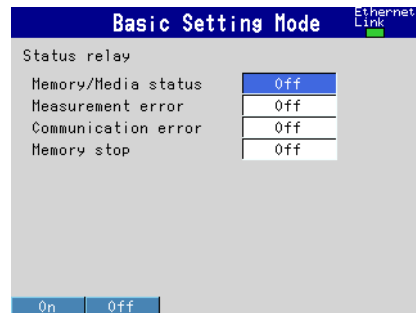 Basic Setting Mode
Ethernet
Link
Status relay
Memory/Media status Off
Measurement error Off
Communication error Off
Memory stop Off
On Off